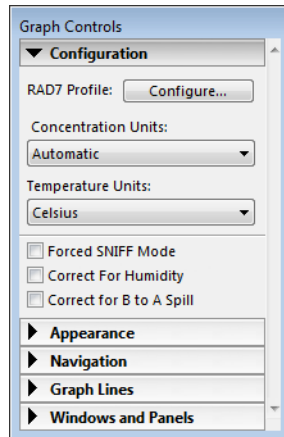 Graph Controls
Configuration
RAD7 Profile: Configure...
Concentration Units:
Automatic
Temperature Units:
Celsius
Forced SNIFF Mode
Correct For Humidity
Correct for B to A Spill
Appearance
Navigation
Graph Lines
Windows and Panels